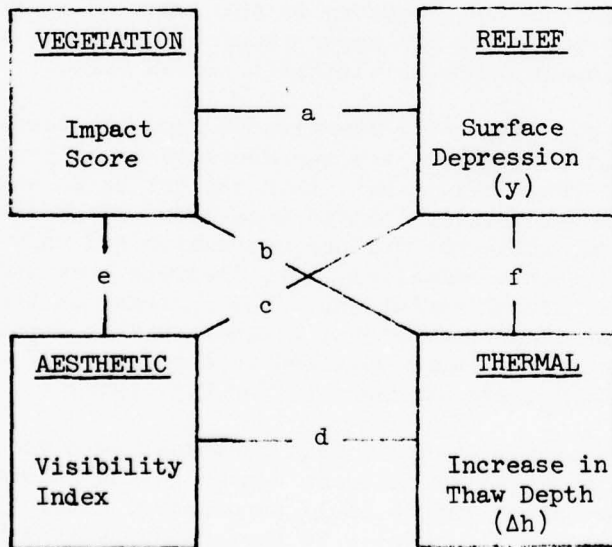 VEGETATION
Impact
Score
a
RELIEF
Surface
Depression
(y)
b
c
e
f
AESTHETIC
Visibility
Index
d
THERMAL
Increase in
Thaw Depth
(Δh)